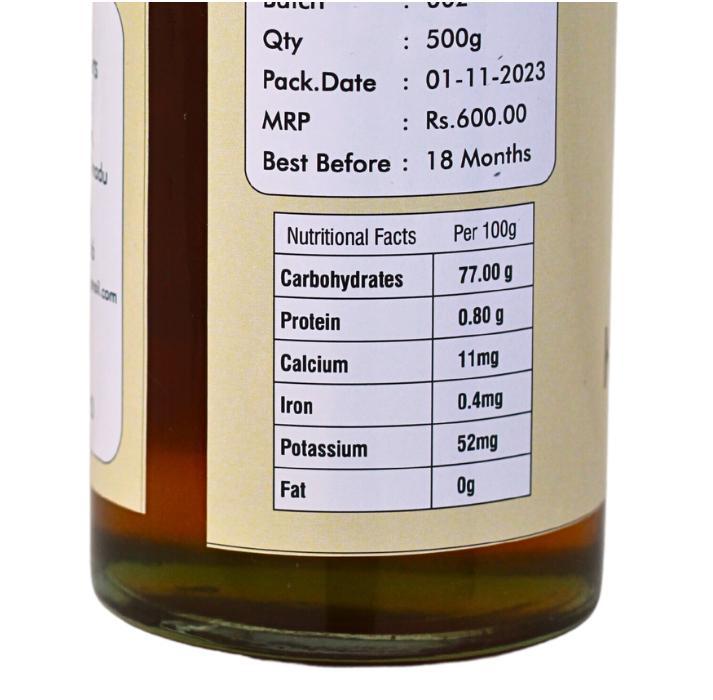 Qty : 500g
Pack.Date : 01-11-2023
MRP : Rs.600.00
Best Before : 18 Months
Nutritional Facts Per 100g
Carbohydrates 77.00 g
Protein 0.80 g
Calcium 11mg
Iron 0.4mg
Potassium 52mg
Fat 0g